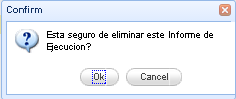 Confirm
Esta seguro de eliminar este Informe de
Ejecucion?
Ok
Cancel